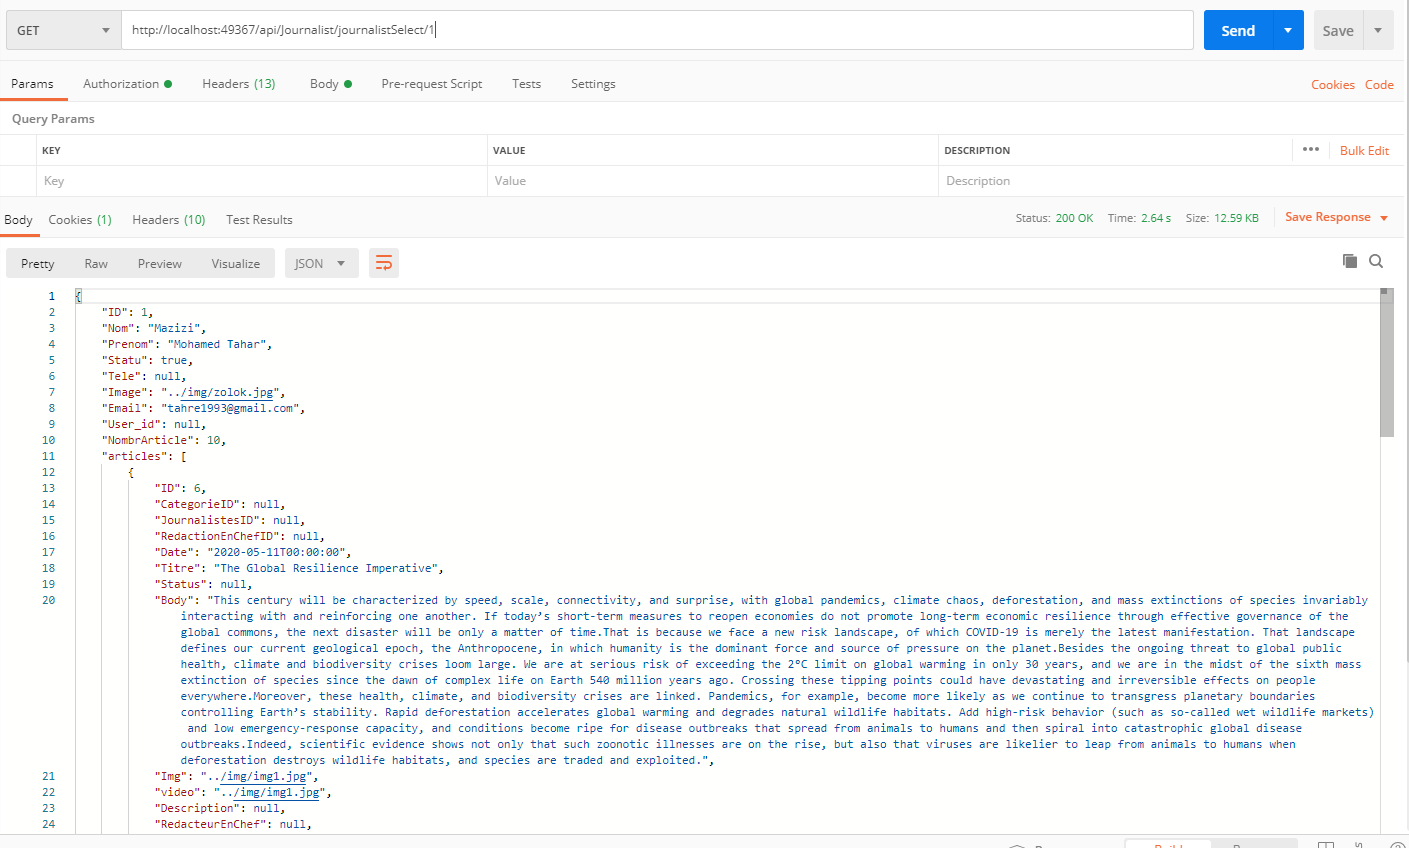 GET http://localhost:49367/api/Journalist/journalistSelect/1 Send Save
Params Authorization Headers (13) Body Pre-request Script Tests Settings Cookies Code
Query Params
KEY VALUE DESCRIPTION ••• Bulk Edit
Key Value Description
Body Cookies (1) Headers (10) Test Results Status: 200 OK Time: 2.64 s Size: 12.59 KB Save Response
Pretty Raw Preview Visualize JSON
1 {
2 "ID": 1,
3 "Nom": "Mazizi",
4 "Prenom": "Mohamed Tahar",
5 "Statu": true,
6 "Tele": null,
7 "Image": "../img/zolok.jpg",
8 "Email": "tahre1993@gmail.com",
9 "User_id": null,
10 "NombrArticle": 10,
11 "articles": [
12 {
13 "ID": 6,
14 "CategorieID": null,
15 "JournalistesID": null,
16 "RedactionEnChefID": null,
17 "Date": "2020-05-11T00:00:00",
18 "Titre": "The Global Resilience Imperative",
19 "Status": null,
20 "Body": "This century will be characterized by speed, scale, connectivity, and surprise, with global pandemics, climate chaos, deforestation, and mass extinctions of species invariably
interacting with and reinforcing one another. If today’s short-term measures to reopen economies do not promote long-term economic resilience through effective governance of the
global commons, the next disaster will be only a matter of time.That is because we face a new risk landscape, of which COVID-19 is merely the latest manifestation. That landscape
defines our current geological epoch, the Anthropocene, in which humanity is the dominant force and source of pressure on the planet.Besides the ongoing threat to global public
health, climate and biodiversity crises loom large. We are at serious risk of exceeding the 2°C limit on global warming in only 30 years, and we are in the midst of the sixth mass
extinction of species since the dawn of complex life on Earth 540 million years ago. Crossing these tipping points could have devastating and irreversible effects on people
everywhere.Moreover, these health, climate, and biodiversity crises are linked. Pandemics, for example, become more likely as we continue to transgress planetary boundaries
controlling Earth’s stability. Rapid deforestation accelerates global warming and degrades natural wildlife habitats. Add high-risk behavior (such as so-called wet wildlife markets)
and low emergency-response capacity, and conditions become ripe for disease outbreaks that spread from animals to humans and then spiral into catastrophic global disease
outbreaks.Indeed, scientific evidence shows not only that such zoonotic illnesses are on the rise, but also that viruses are likelier to leap from animals to humans when
deforestation destroys wildlife habitats, and species are traded and exploited.",
21 "Img": "../img/img1.jpg",
22 "video": "../img/img1.jpg",
23 "Description": null,
24 "RedacteurEnChef": null,